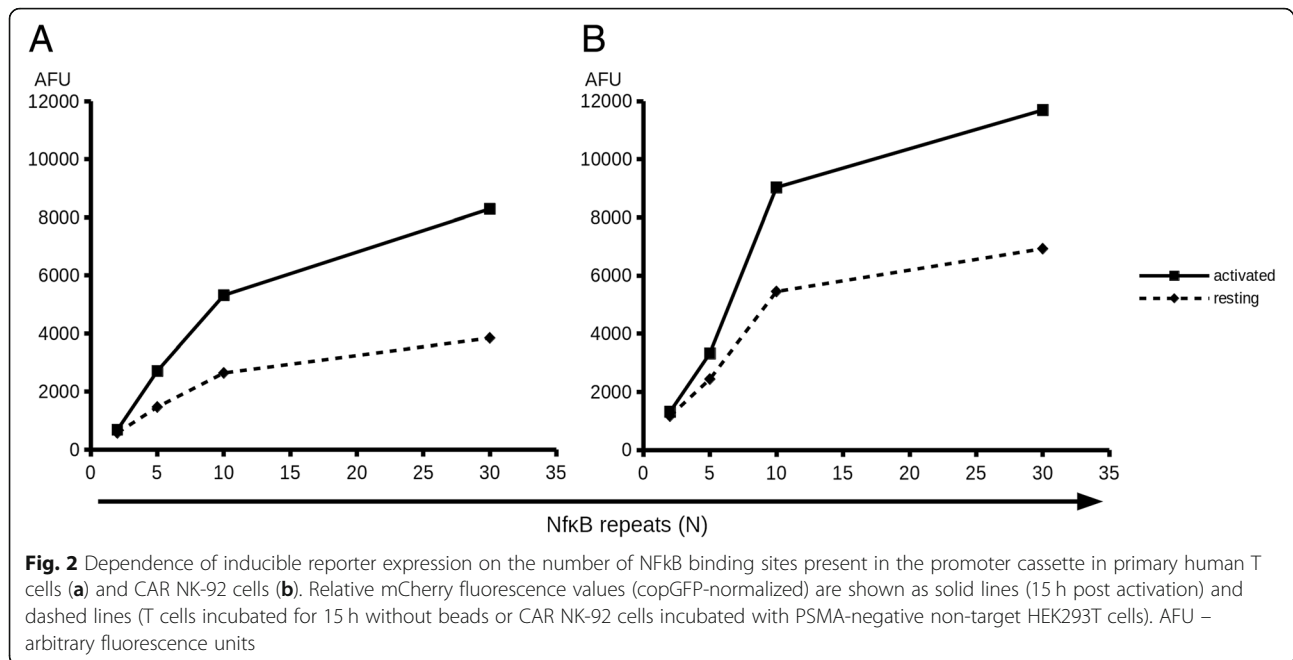 A
AFU
12000
10000
8000
6000
4000
2000
0
0 5 10 15 20 25 30 35
B
AFU
12000
10000
8000
6000
4000
2000
0
0 5 10 15 20 25 30 35
activated
resting
NfκB repeats (N)
Fig. 2 Dependence of inducible reporter expression on the number of NFkB binding sites present in the promoter cassette in primary human T
cells (a) and CAR NK-92 cells (b). Relative mCherry fluorescence values (copGFP-normalized) are shown as solid lines (15 h post activation) and
dashed lines (T cells incubated for 15 h without beads or CAR NK-92 cells incubated with PSMA-negative non-target HEK293T cells). AFU –
arbitrary fluorescence units